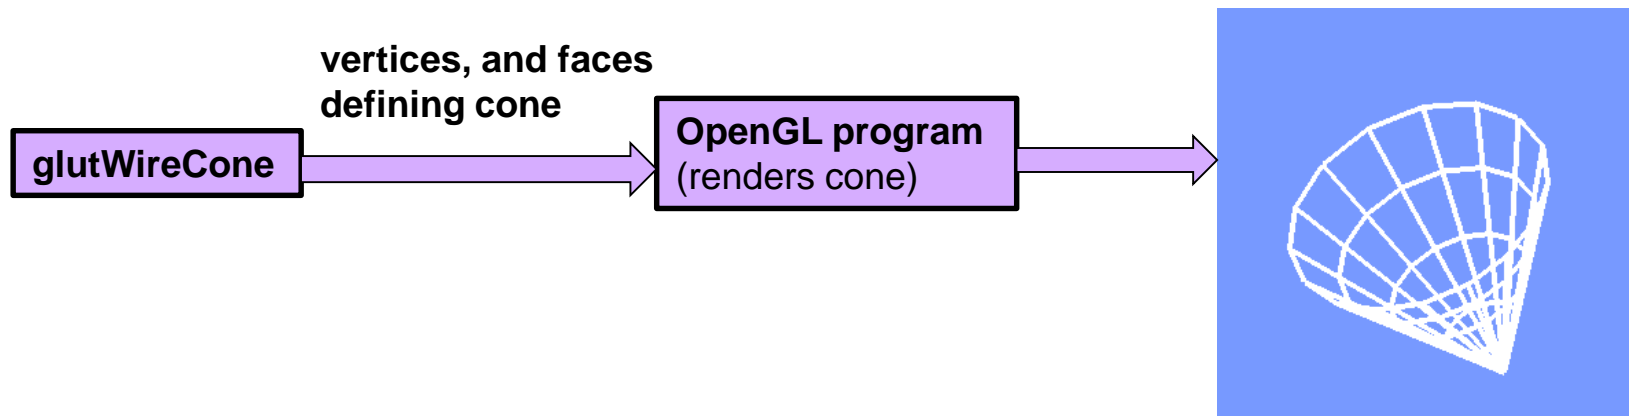 vertices, and faces
defining cone
glutWireCone
OpenGL program
(renders cone)